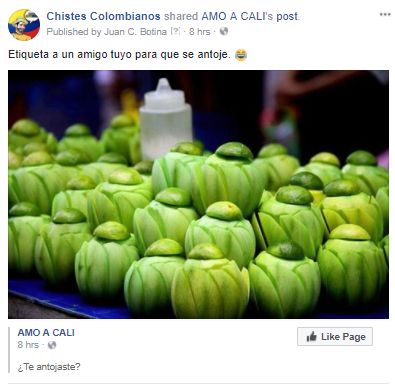 Chistes Colombianos shared AMO A CALI's post.
Published by Juan C. Botina [?] · 8 hrs ·
Etiqueta a un amigo tuyo para que se antoje. 😂
AMO A CALI
Like Page
8 hrs ·
¿Te antojaste?